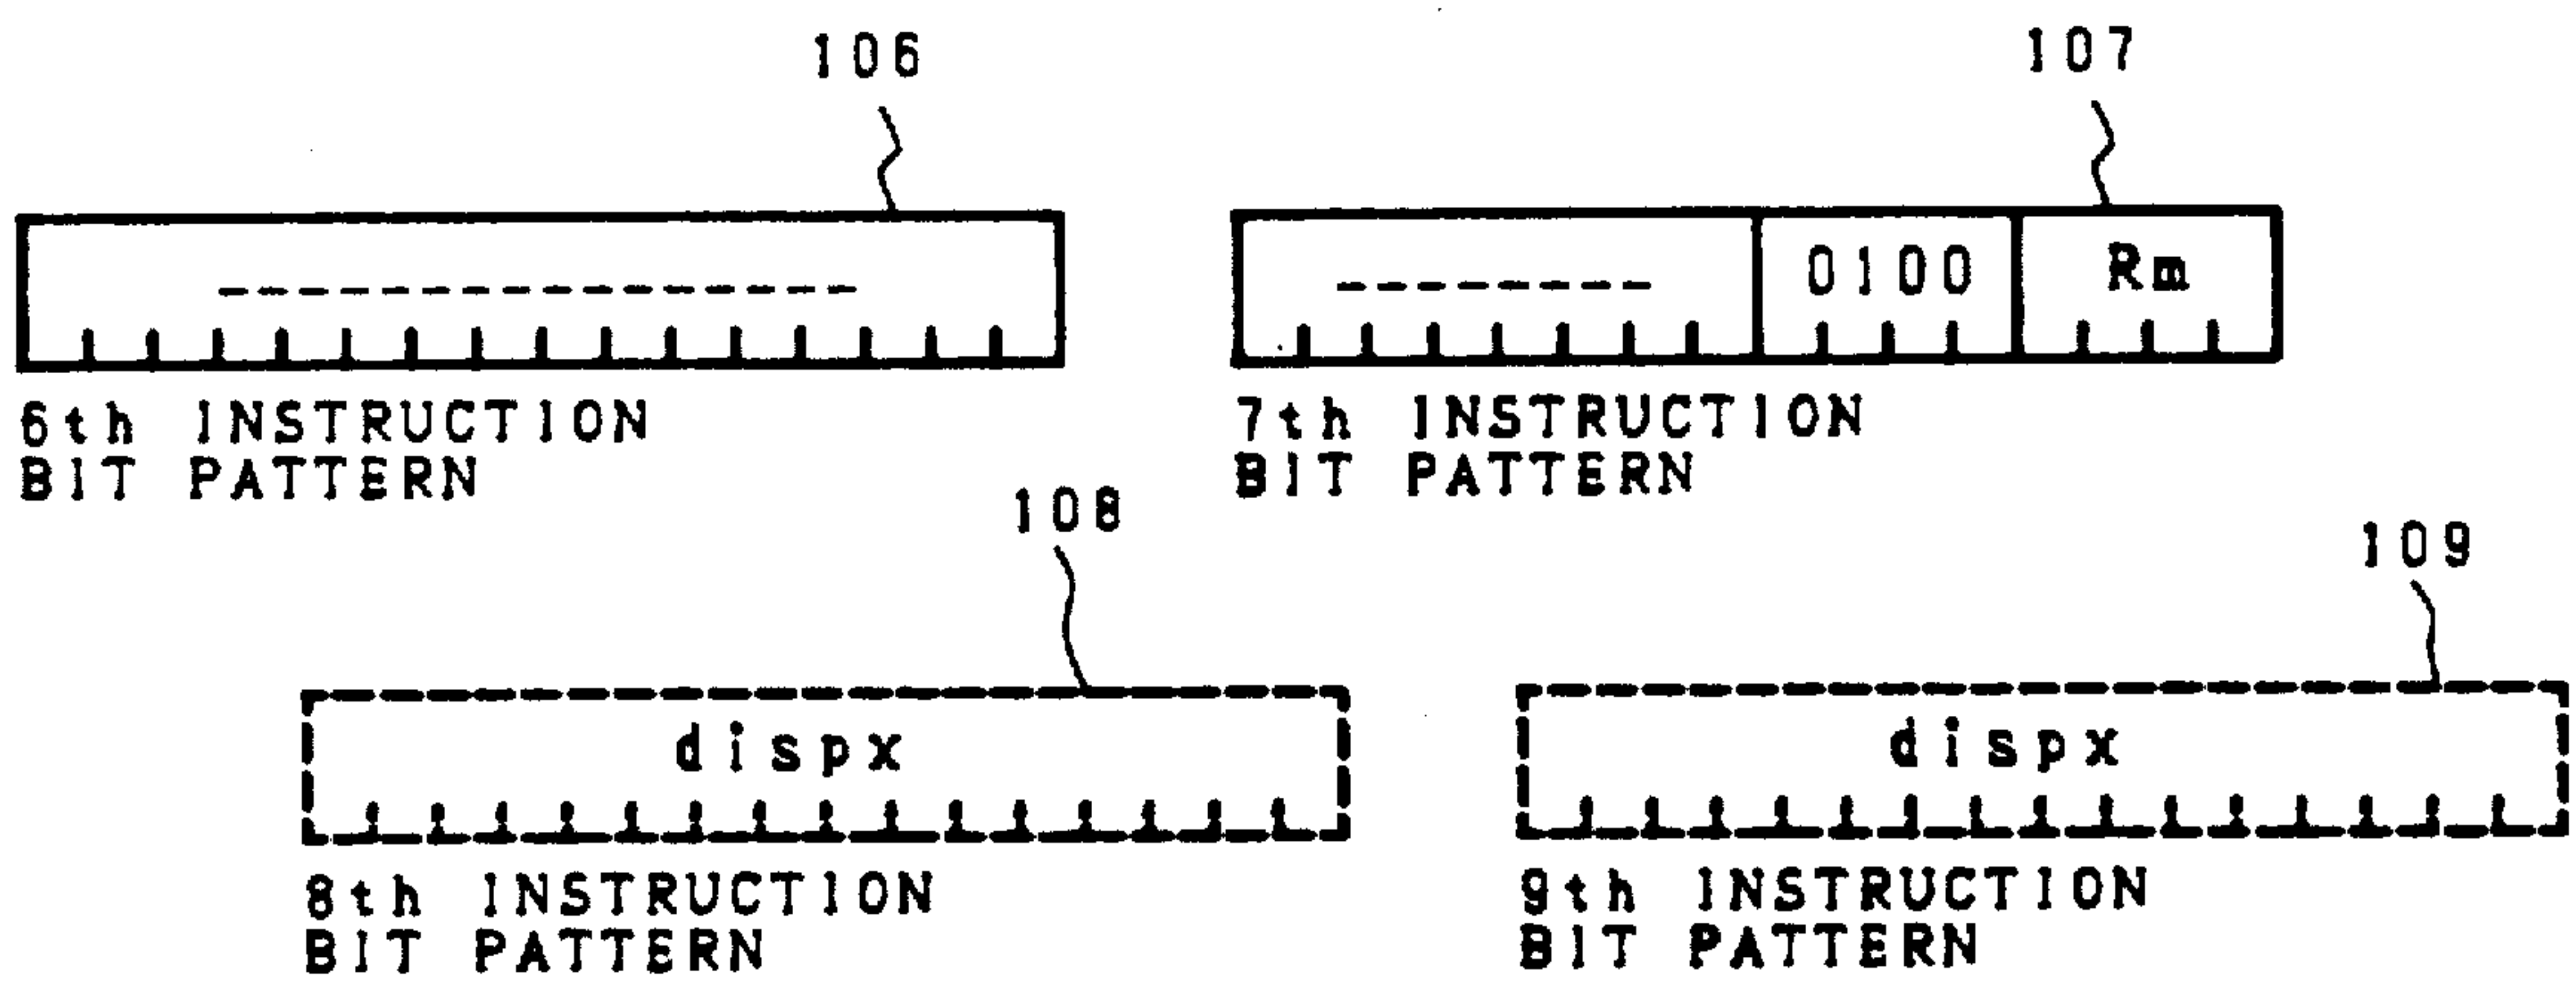 106
107
---------------- 
-------- 0100 Rm
6th INSTRUCTION
BIT PATTERN
7th INSTRUCTION
BIT PATTERN
108
109
dispx
dispx
8th INSTRUCTION
BIT PATTERN
9th INSTRUCTION
BIT PATTERN